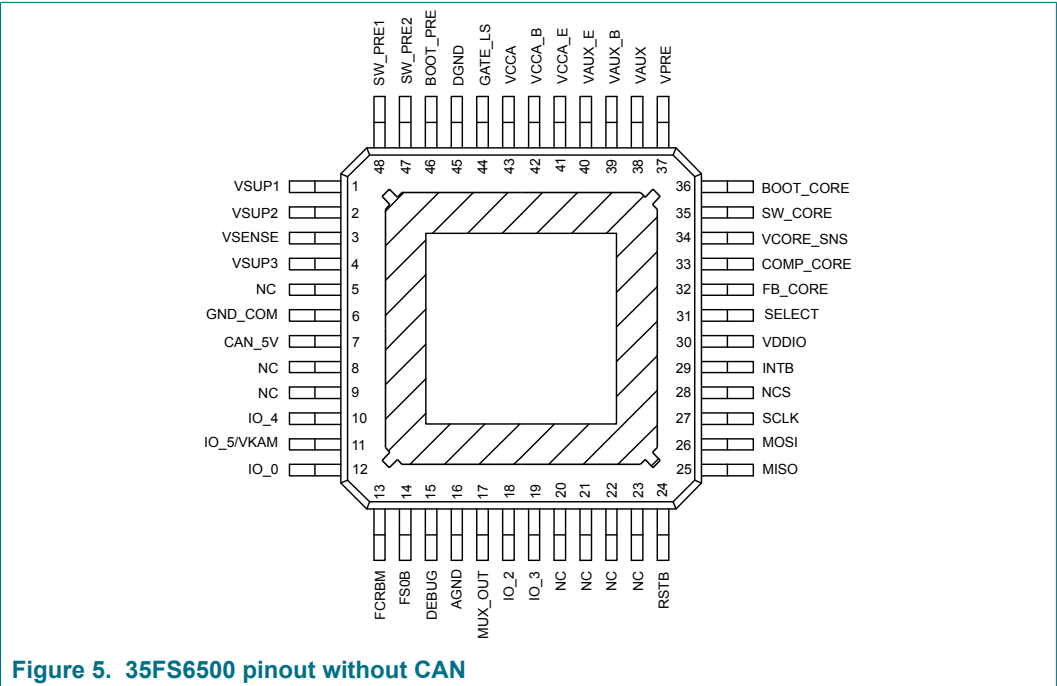 SW_PRE1
SW_PRE2
BOOT_PRE
DGND
GATE_LS
VCCA
VCCA_B
VCCA_E
VAUX_E
VAUX_B
VAUX
VPRE
48
47
46
45
44
43
42
41
40
39
38
37
VSUP1 1
VSUP2 2
VSENSE 3
VSUP3 4
NC 5
GND_COM 6
CAN_5V 7
NC 8
NC 9
IO_4 10
IO_5/VKAM 11
IO_0 12
36 BOOT_CORE
35 SW_CORE
34 VCORE_SNS
33 COMP_CORE
32 FB_CORE
31 SELECT
30 VDDIO
29 INTB
28 NCS
27 SCLK
26 MOSI
25 MISO
13
14
15
16
17
18
19
20
21
22
23
24
FCRBM
FS0B
DEBUG
AGND
MUX_OUT
IO_2
IO_3
NC
NC
NC
NC
RSTB
Figure 5. 35FS6500 pinout without CAN